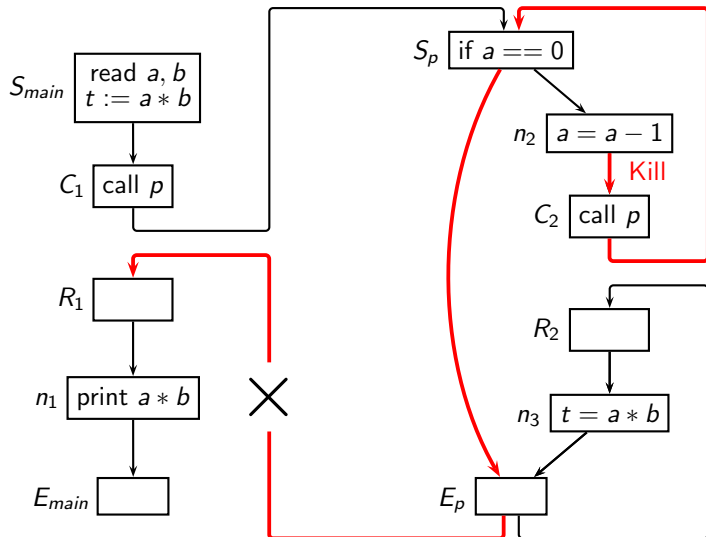 S_main
read a, b
t := a * b
C_1
call p
R_1
n_1
print a * b
E_main
S_p
if a == 0
n_2
a = a − 1
Kill
C_2
call p
R_2
n_3
t = a * b
E_p